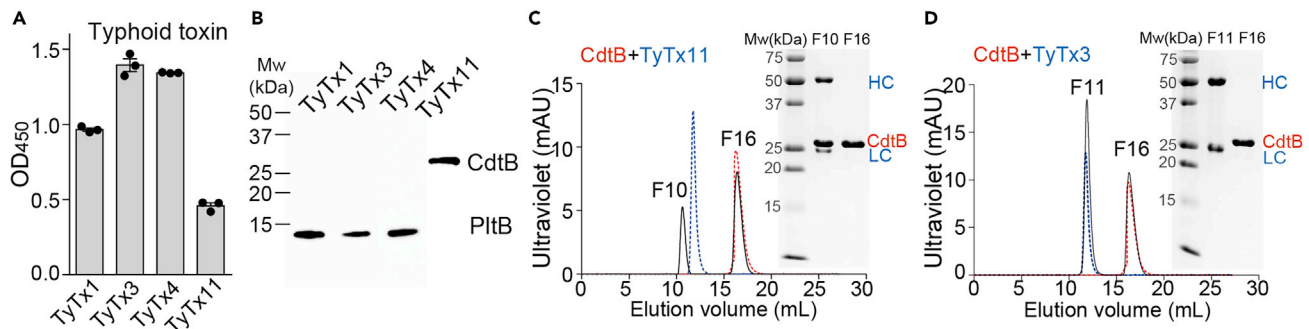 A
Typhoid toxin
OD450
1.5
1.0
0.5
0.0
TyTx1
TyTx3
TyTx4
TyTx11
B
Mw
(kDa)
TyTx1
TyTx3
TyTx4
TyTx11
50
37
25
20
15
CdtB
PltB
C
CdtB+TyTx11
Ultraviolet (mAU)
15
10
5
0
F10
F16
0 5 10 15 20 25 30
Elution volume (mL)
Mw(kDa) F10 F16
75
50
37
25
20
15
HC
CdtB
LC
D
CdtB+TyTx3
Ultraviolet (mAU)
20
15
10
5
0
F11
F16
0 5 10 15 20 25 30
Elution volume (mL)
Mw(kDa) F11 F16
75
50
37
25
20
15
HC
CdtB
LC